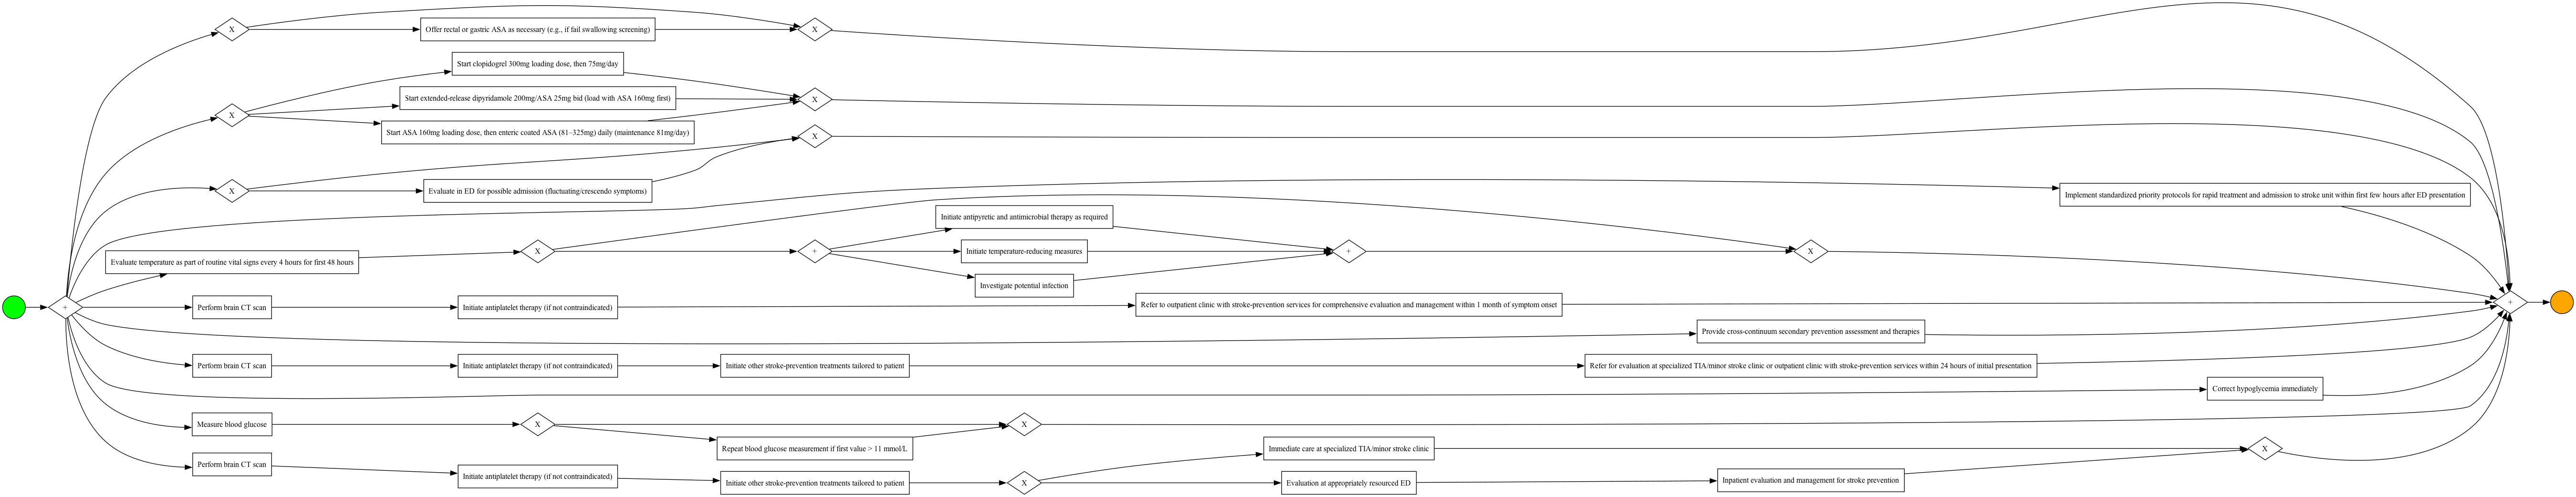 X
Offer rectal or gastric ASA as necessary (e.g., if fail swallowing screening)
X
Start clopidogrel 300mg loading dose, then 75mg/day
X
Start extended-release dipyridamole 200mg/ASA 25mg bid (load with ASA 160mg first)
X
Start ASA 160mg loading dose, then enteric coated ASA (81–325mg) daily (maintenance 81mg/day)
X
X
Evaluate in ED for possible admission (fluctuating/crescendo symptoms)
Implement standardized priority protocols for rapid treatment and admission to stroke unit within first few hours after ED presentation
Evaluate temperature as part of routine vital signs every 4 hours for first 48 hours
X
+
Initiate antipyretic and antimicrobial therapy as required
Initiate temperature-reducing measures
Investigate potential infection
+
X
+
Perform brain CT scan
Initiate antiplatelet therapy (if not contraindicated)
Refer to outpatient clinic with stroke-prevention services for comprehensive evaluation and management within 1 month of symptom onset
+
Provide cross-continuum secondary prevention assessment and therapies
Perform brain CT scan
Initiate antiplatelet therapy (if not contraindicated)
Initiate other stroke-prevention treatments tailored to patient
Refer for evaluation at specialized TIA/minor stroke clinic or outpatient clinic with stroke-prevention services within 24 hours of initial presentation
Correct hypoglycemia immediately
Measure blood glucose
X
Repeat blood glucose measurement if first value > 11 mmol/L
X
Perform brain CT scan
Initiate antiplatelet therapy (if not contraindicated)
Initiate other stroke-prevention treatments tailored to patient
X
Immediate care at specialized TIA/minor stroke clinic
Evaluation at appropriately resourced ED
Inpatient evaluation and management for stroke prevention
X